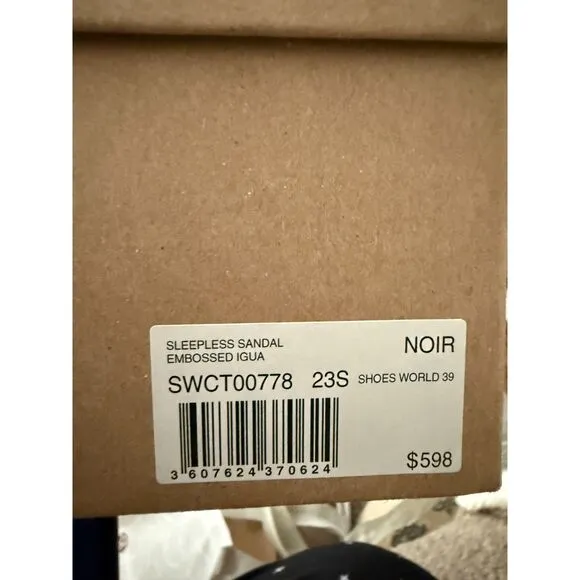 SLEEPLESS SANDAL
EMBOSSED IGUA
NOIR
SWCT00778 23S SHOES WORLD 39
3 607624 370624
$598